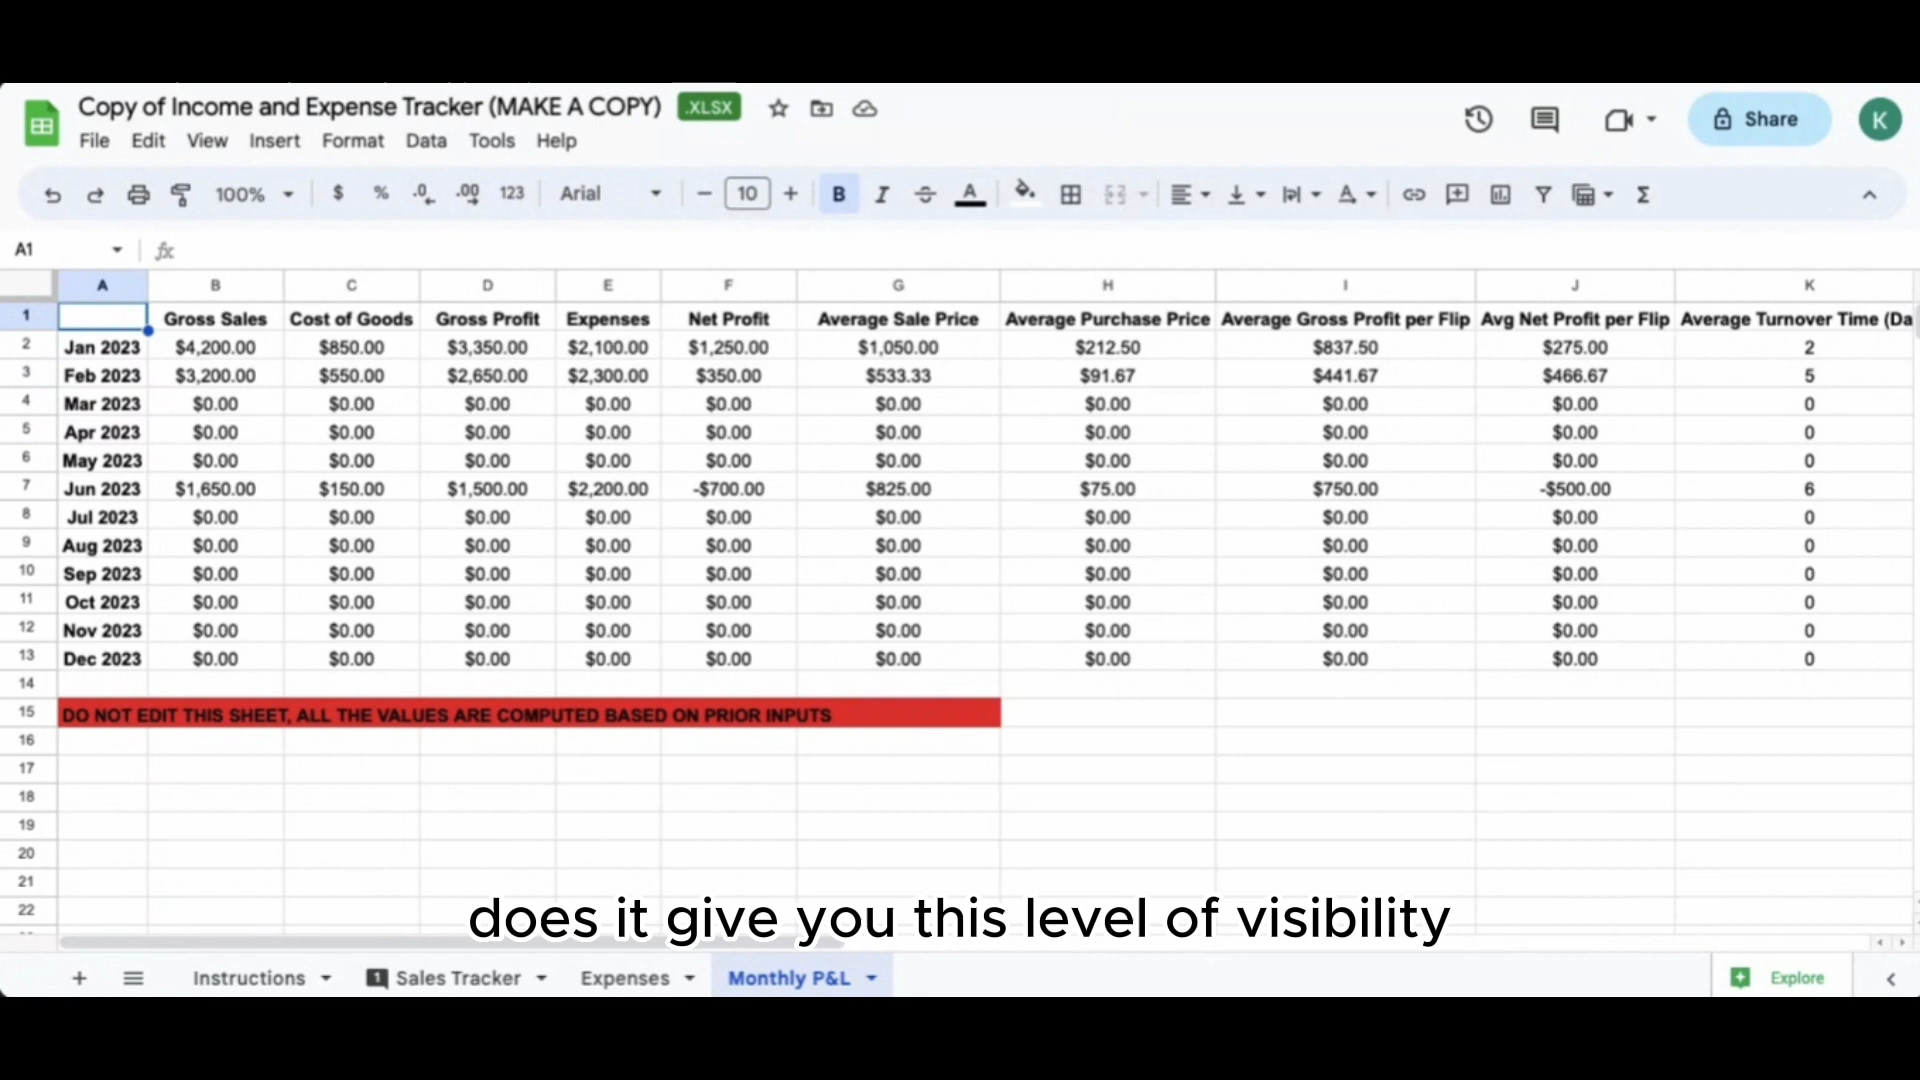 Copy of Income and Expense Tracker (MAKE A COPY) .XLSX
File Edit View Insert Format Data Tools Help
Share
K
100% $ % .0 .00 123 Arial 10 B I A Σ
A1 fx
A B C D E F G H I J K
1 Gross Sales Cost of Goods Gross Profit Expenses Net Profit Average Sale Price Average Purchase Price Average Gross Profit per Flip Avg Net Profit per Flip Average Turnover Time (Da
2 Jan 2023 $4,200.00 $850.00 $3,350.00 $2,100.00 $1,250.00 $1,050.00 $212.50 $837.50 $275.00 2
3 Feb 2023 $3,200.00 $550.00 $2,650.00 $2,300.00 $350.00 $533.33 $91.67 $441.67 $466.67 5
4 Mar 2023 $0.00 $0.00 $0.00 $0.00 $0.00 $0.00 $0.00 $0.00 $0.00 0
5 Apr 2023 $0.00 $0.00 $0.00 $0.00 $0.00 $0.00 $0.00 $0.00 $0.00 0
6 May 2023 $0.00 $0.00 $0.00 $0.00 $0.00 $0.00 $0.00 $0.00 $0.00 0
7 Jun 2023 $1,650.00 $150.00 $1,500.00 $2,200.00 -$700.00 $825.00 $75.00 $750.00 -$500.00 6
8 Jul 2023 $0.00 $0.00 $0.00 $0.00 $0.00 $0.00 $0.00 $0.00 $0.00 0
9 Aug 2023 $0.00 $0.00 $0.00 $0.00 $0.00 $0.00 $0.00 $0.00 $0.00 0
10 Sep 2023 $0.00 $0.00 $0.00 $0.00 $0.00 $0.00 $0.00 $0.00 $0.00 0
11 Oct 2023 $0.00 $0.00 $0.00 $0.00 $0.00 $0.00 $0.00 $0.00 $0.00 0
12 Nov 2023 $0.00 $0.00 $0.00 $0.00 $0.00 $0.00 $0.00 $0.00 $0.00 0
13 Dec 2023 $0.00 $0.00 $0.00 $0.00 $0.00 $0.00 $0.00 $0.00 $0.00 0
14
15 DO NOT EDIT THIS SHEET, ALL THE VALUES ARE COMPUTED BASED ON PRIOR INPUTS
16
17
18
19
20
21
22
does it give you this level of visibility
Instructions 1 Sales Tracker Expenses Monthly P&L Explore